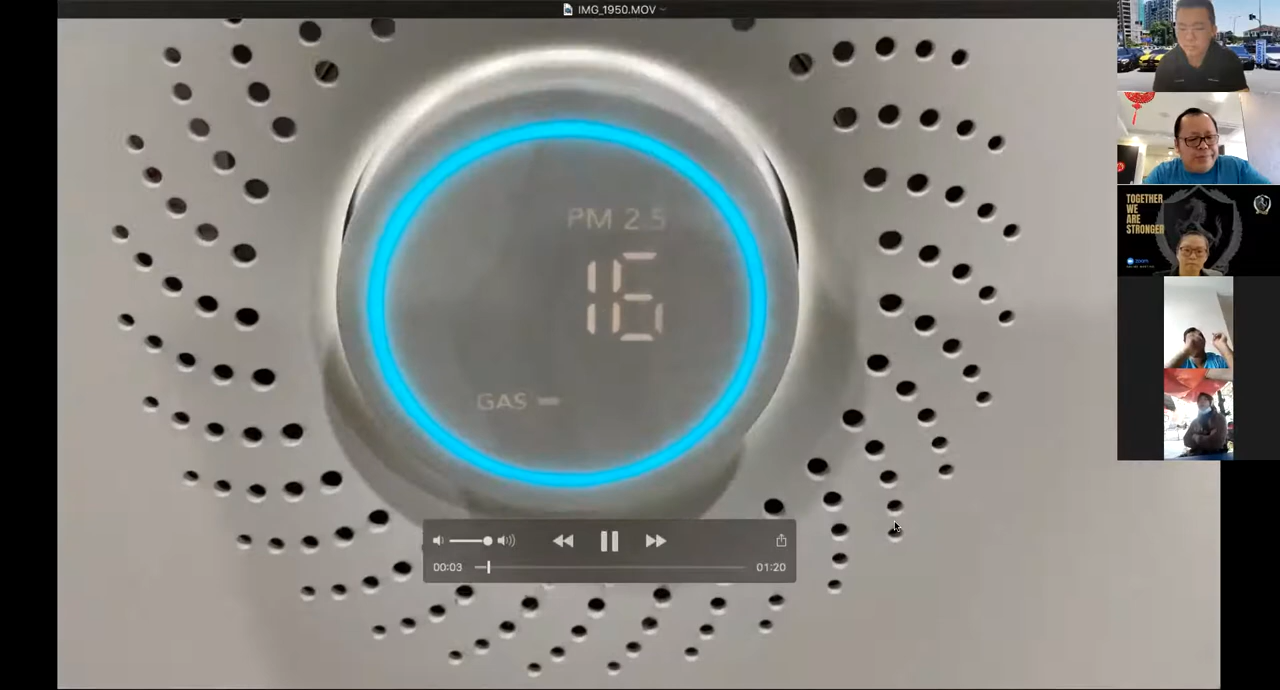 IMG_1950.MOV
PM 2.5
16
GAS
00:03
01:20
TOGETHER
WE
ARE
STRONGER
zoom